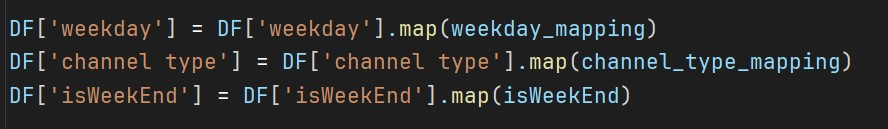 DF['weekday'] = DF['weekday'].map(weekday_mapping)
DF['channel type'] = DF['channel type'].map(channel_type_mapping)
DF['isWeekEnd'] = DF['isWeekEnd'].map(isWeekEnd)